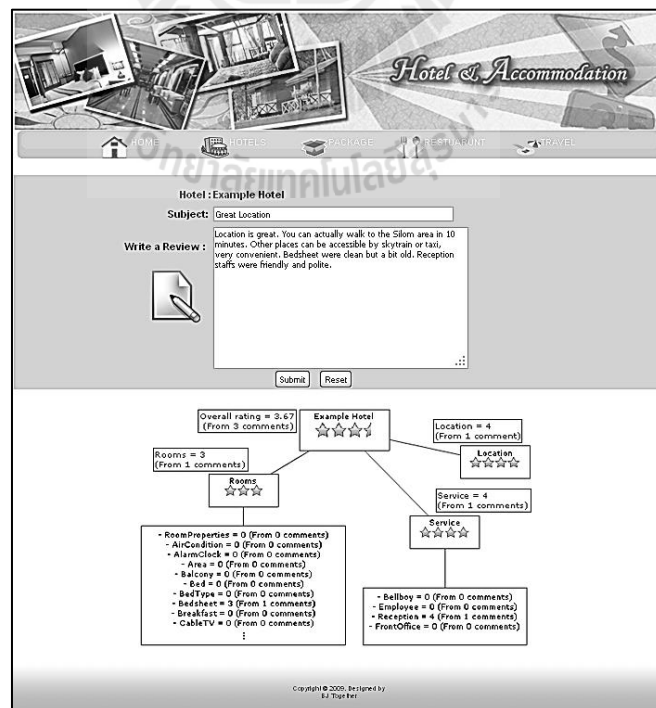 Hotel & Accommodation
HOME HOTELS PACKAGE RESTUARUNT TRAVEL
Hotel : Example Hotel
Subject: Great Location
Write a Review :
Location is great. You can actually walk to the Silom area in 10
minutes. Other places can be accessible by skytrain or taxi,
very convenient. Bedsheet were clean but a bit old. Reception
staffs were friendly and polite.
Submit Reset
Overall rating = 3.67
(From 3 comments)
Example Hotel
Location = 4
(From 1 comment)
Location
Rooms = 3
(From 1 comments)
Rooms
Service = 4
(From 1 comments)
Service
- RoomProperties = 0 (From 0 comments)
- AirCondition = 0 (From 0 comments)
- AlarmClock = 0 (From 0 comments)
- Area = 0 (From 0 comments)
- Balcony = 0 (From 0 comments)
- Bed = 0 (From 0 comments)
- BedType = 0 (From 0 comments)
- Bedsheet = 3 (From 1 comments)
- Breakfast = 0 (From 0 comments)
- CableTV = 0 (From 0 comments)
⋮
- Bellboy = 0 (From 0 comments)
- Employee = 0 (From 0 comments)
- Reception = 4 (From 1 comments)
- FrontOffice = 0 (From 0 comments)
Copyright © 2009, Designed by
BJ Together